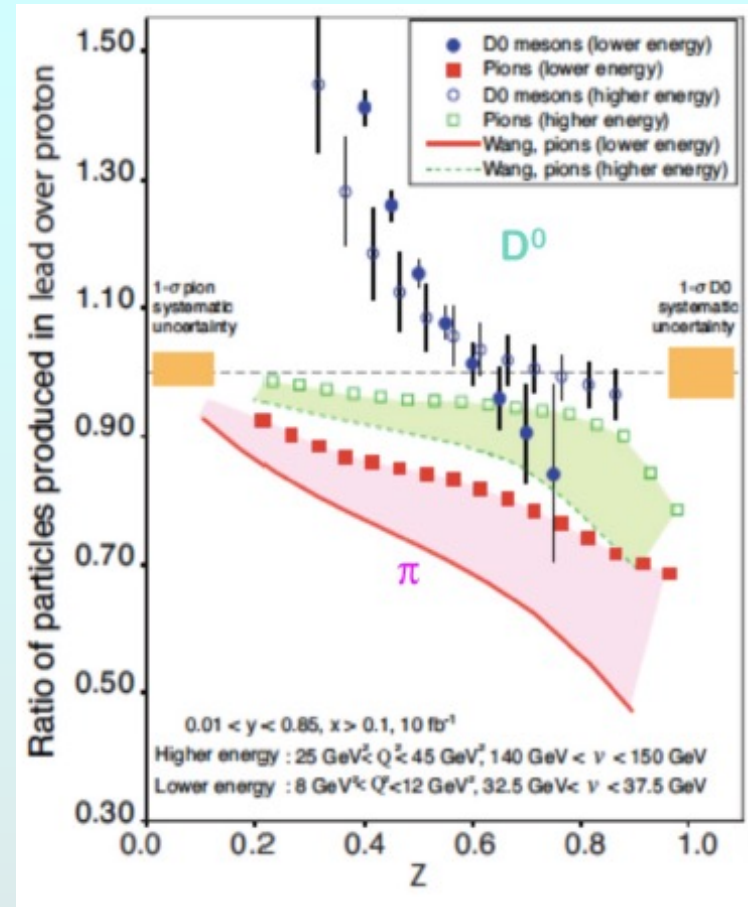 Ratio of particles produced in lead over proton
1.50
1.30
1.10
0.90
0.70
0.50
0.30
D0 mesons (lower energy)
Pions (lower energy)
D0 mesons (higher energy)
Pions (higher energy)
Wang, pions (lower energy)
Wang, pions (higher energy)
D⁰
1-σ pion
systematic
uncertainty
1-σ D0
systematic
uncertainty
π
0.01 < y < 0.85, x > 0.1, 10 fb⁻¹
Higher energy : 25 GeV²< Q²< 45 GeV², 140 GeV < ν < 150 GeV
Lower energy : 8 GeV²< Q²<12 GeV², 32.5 GeV< ν < 37.5 GeV
0.0 0.2 0.4 0.6 0.8 1.0
Z